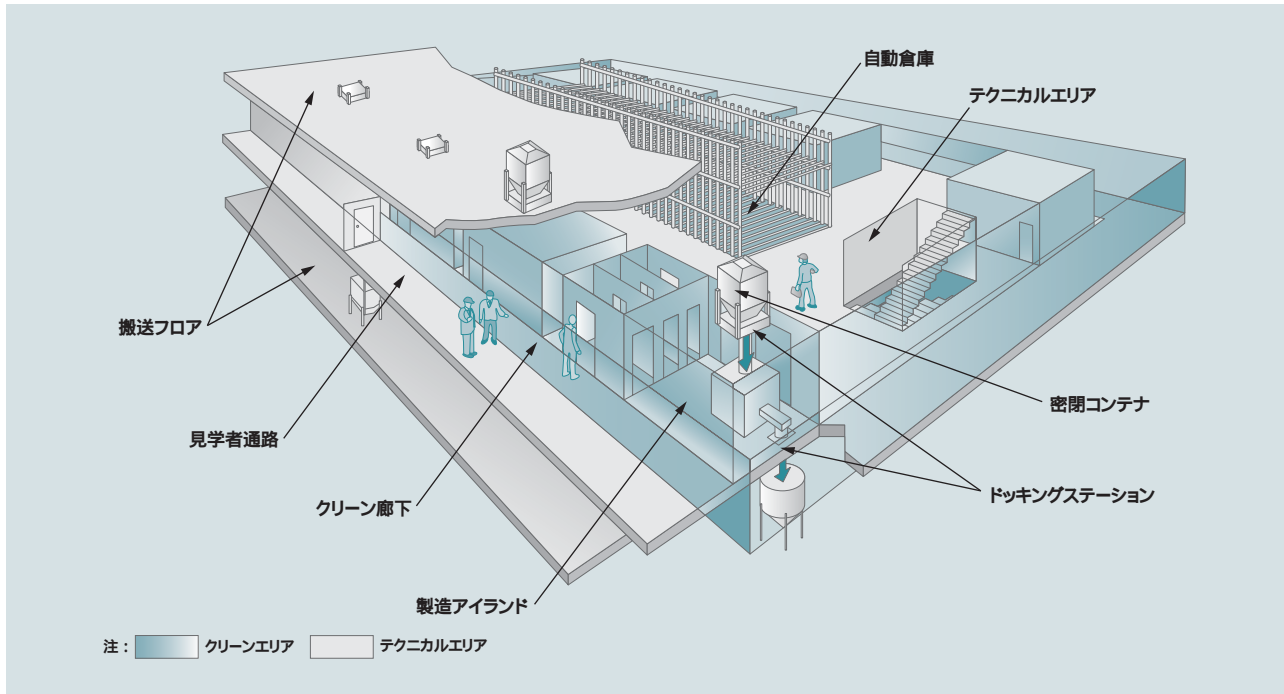 自動倉庫
テクニカルエリア
搬送フロア
密閉コンテナ
見学者通路
ドッキングステーション
クリーン廊下
製造アイランド
注： クリーンエリア テクニカルエリア